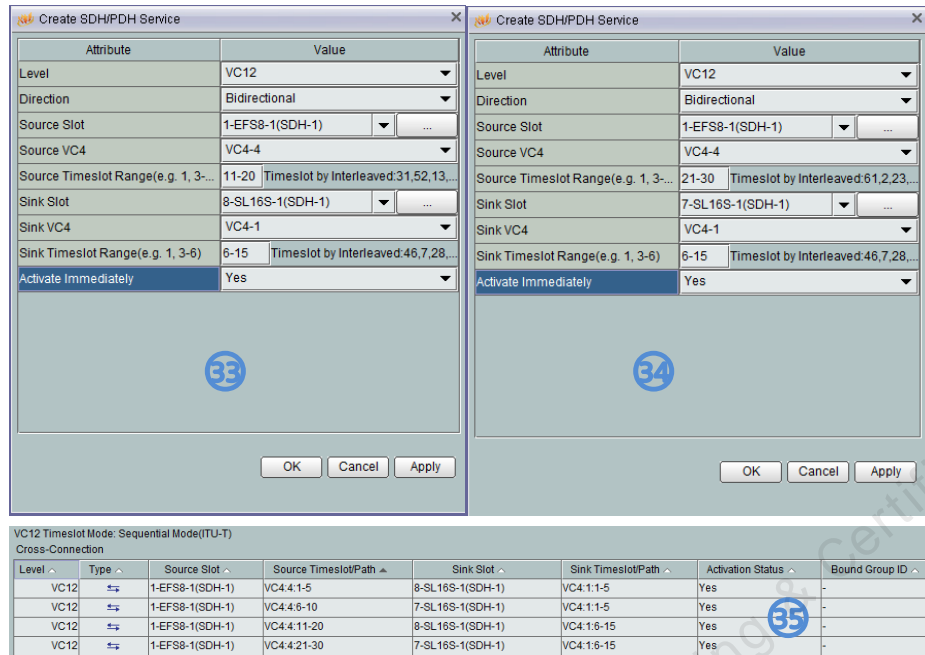 Create SDH/PDH Service
Attribute Value
Level VC12
Direction Bidirectional
Source Slot 1-EFS8-1(SDH-1) ...
Source VC4 VC4-4
Source Timeslot Range(e.g. 1, 3-... 11-20 Timeslot by Interleaved:31,52,13,...
Sink Slot 8-SL16S-1(SDH-1) ...
Sink VC4 VC4-1
Sink Timeslot Range(e.g. 1, 3-6) 6-15 Timeslot by Interleaved:46,7,28,...
Activate Immediately Yes
33
OK Cancel Apply
Create SDH/PDH Service
Attribute Value
Level VC12
Direction Bidirectional
Source Slot 1-EFS8-1(SDH-1) ...
Source VC4 VC4-4
Source Timeslot Range(e.g. 1, 3-... 21-30 Timeslot by Interleaved:61,2,23,...
Sink Slot 7-SL16S-1(SDH-1) ...
Sink VC4 VC4-1
Sink Timeslot Range(e.g. 1, 3-6) 6-15 Timeslot by Interleaved:46,7,28,...
Activate Immediately Yes
34
OK Cancel Apply
VC12 Timeslot Mode: Sequential Mode(ITU-T)
Cross-Connection
Level Type Source Slot Source Timeslot/Path Sink Slot Sink Timeslot/Path Activation Status Bound Group ID
VC12 1-EFS8-1(SDH-1) VC4:4:1-5 8-SL16S-1(SDH-1) VC4:1:1-5 Yes -
VC12 1-EFS8-1(SDH-1) VC4:4:6-10 7-SL16S-1(SDH-1) VC4:1:1-5 Yes -
VC12 1-EFS8-1(SDH-1) VC4:4:11-20 8-SL16S-1(SDH-1) VC4:1:6-15 Yes -
VC12 1-EFS8-1(SDH-1) VC4:4:21-30 7-SL16S-1(SDH-1) VC4:1:6-15 Yes -
35